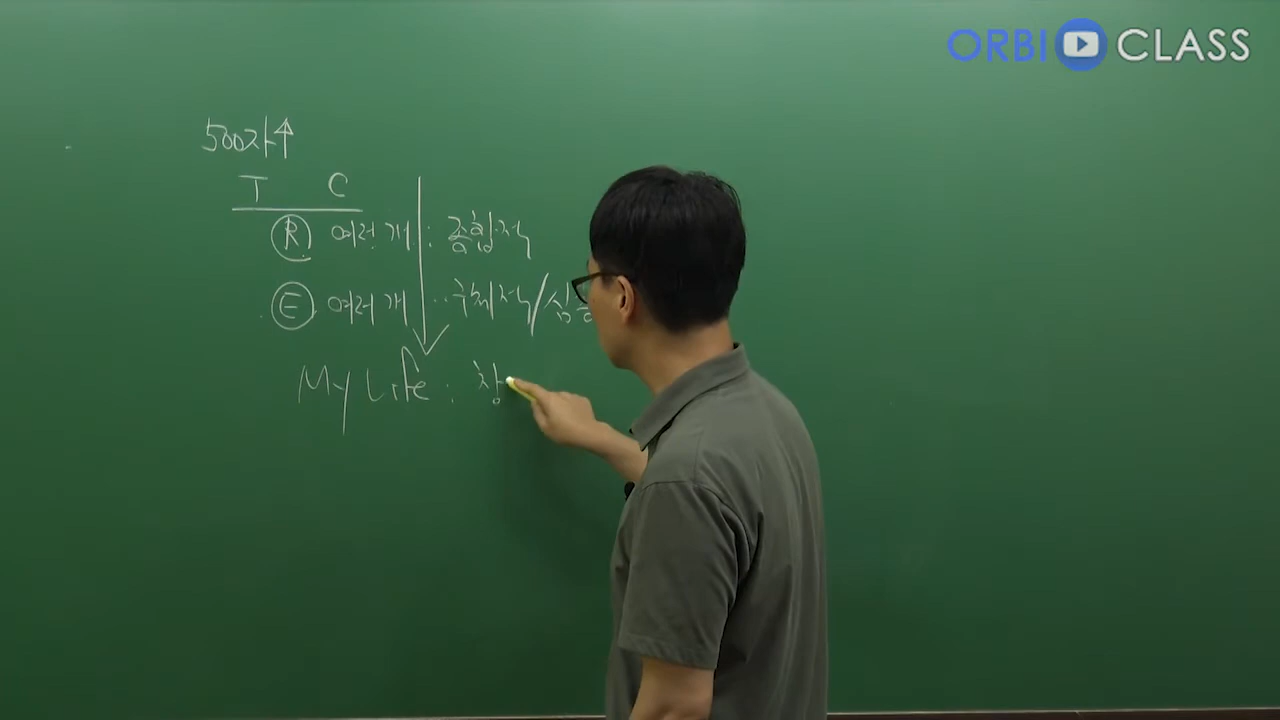 ORBI CLASS
500자↑
T C
R 여러 개 : 종합적
E 여러 개 ·· 구체적/심
My Life : 창